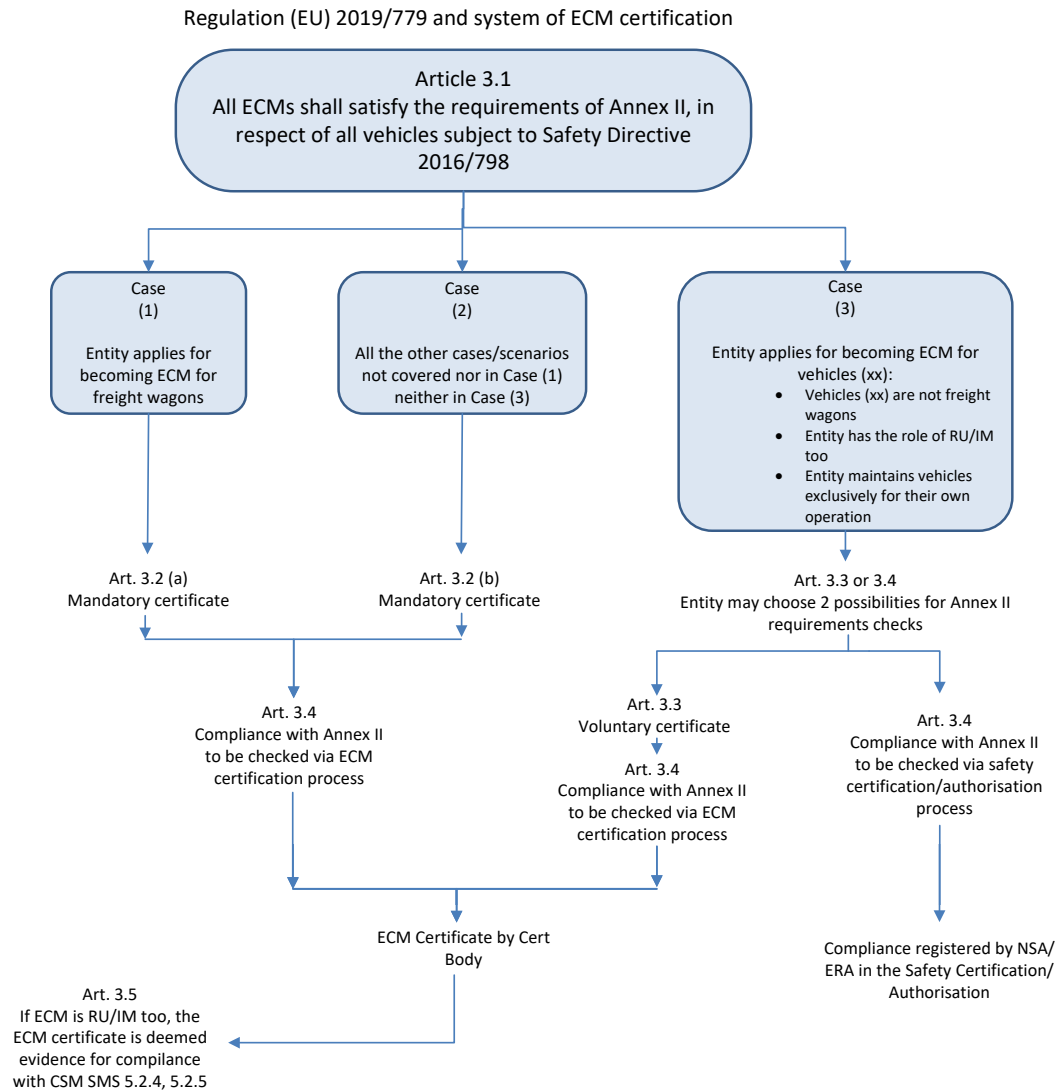 Regulation (EU) 2019/779 and system of ECM certification
Article 3.1
All ECMs shall satisfy the requirements of Annex II, in
respect of all vehicles subject to Safety Directive
2016/798
Case
(1)
Entity applies for
becoming ECM for
freight wagons
Case
(2)
All the other cases/scenarios
not covered nor in Case (1)
neither in Case (3)
Case
(3)
Entity applies for becoming ECM for
vehicles (xx):
• Vehicles (xx) are not freight
wagons
• Entity has the role of RU/IM
too
• Entity maintains vehicles
exclusively for their own
operation
Art. 3.2 (a)
Mandatory certificate
Art. 3.2 (b)
Mandatory certificate
Art. 3.3 or 3.4
Entity may choose 2 possibilities for Annex II
requirements checks
Art. 3.4
Compliance with Annex II
to be checked via ECM
certification process
Art. 3.3
Voluntary certificate
Art. 3.4
Compliance with Annex II
to be checked via ECM
certification process
Art. 3.4
Compliance with Annex II
to be checked via safety
certification/authorisation
process
ECM Certificate by Cert
Body
Compliance registered by NSA/
ERA in the Safety Certification/
Authorisation
Art. 3.5
If ECM is RU/IM too, the
ECM certificate is deemed
evidence for compilance
with CSM SMS 5.2.4, 5.2.5